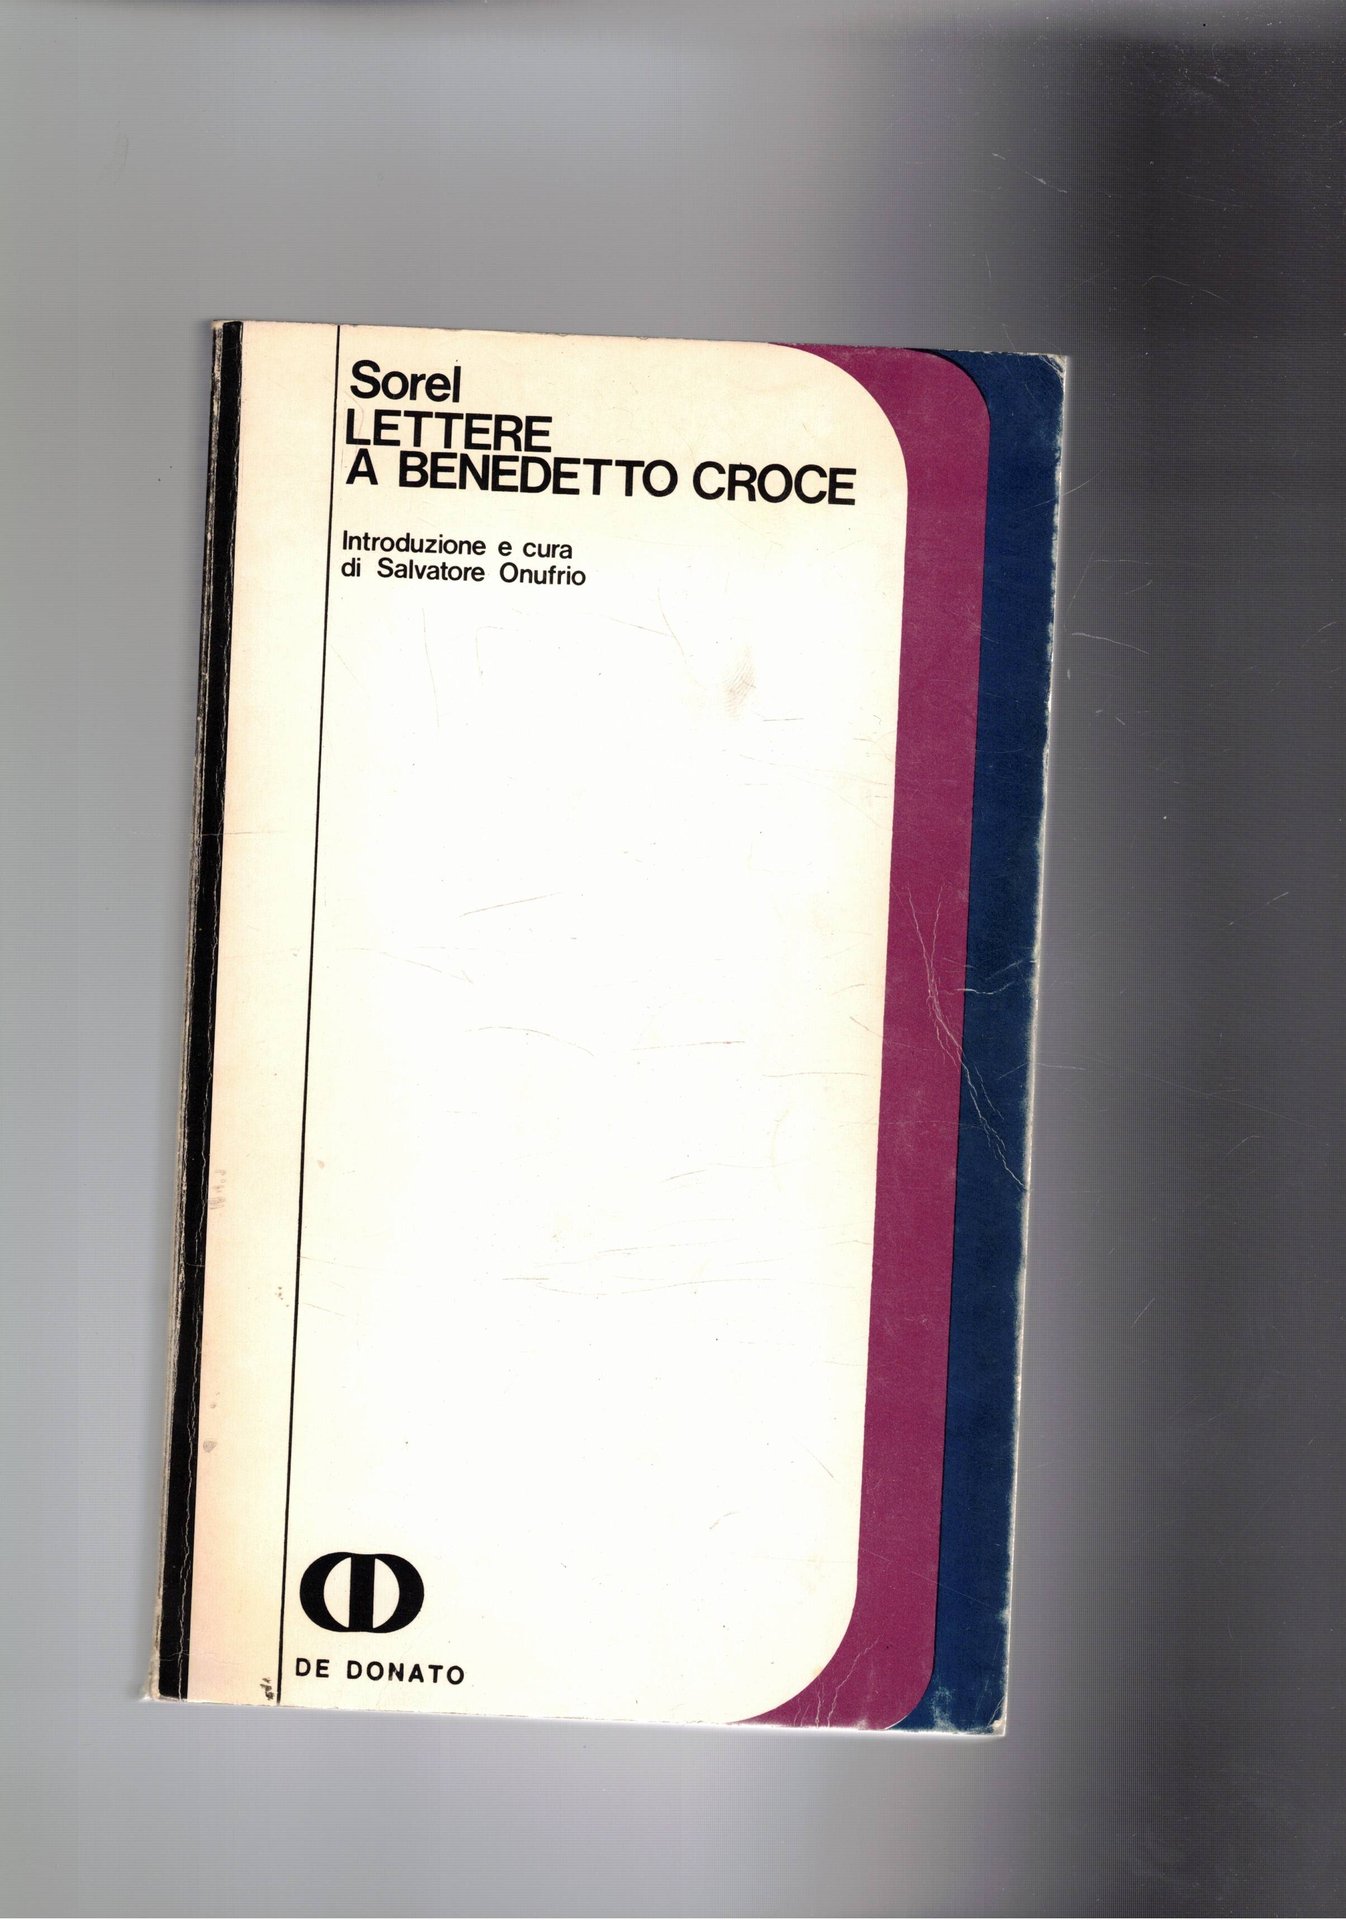 Sorel
LETTERE
A BENEDETTO CROCE
Introduzione e cura
di Salvatore Onufrio
DE DONATO